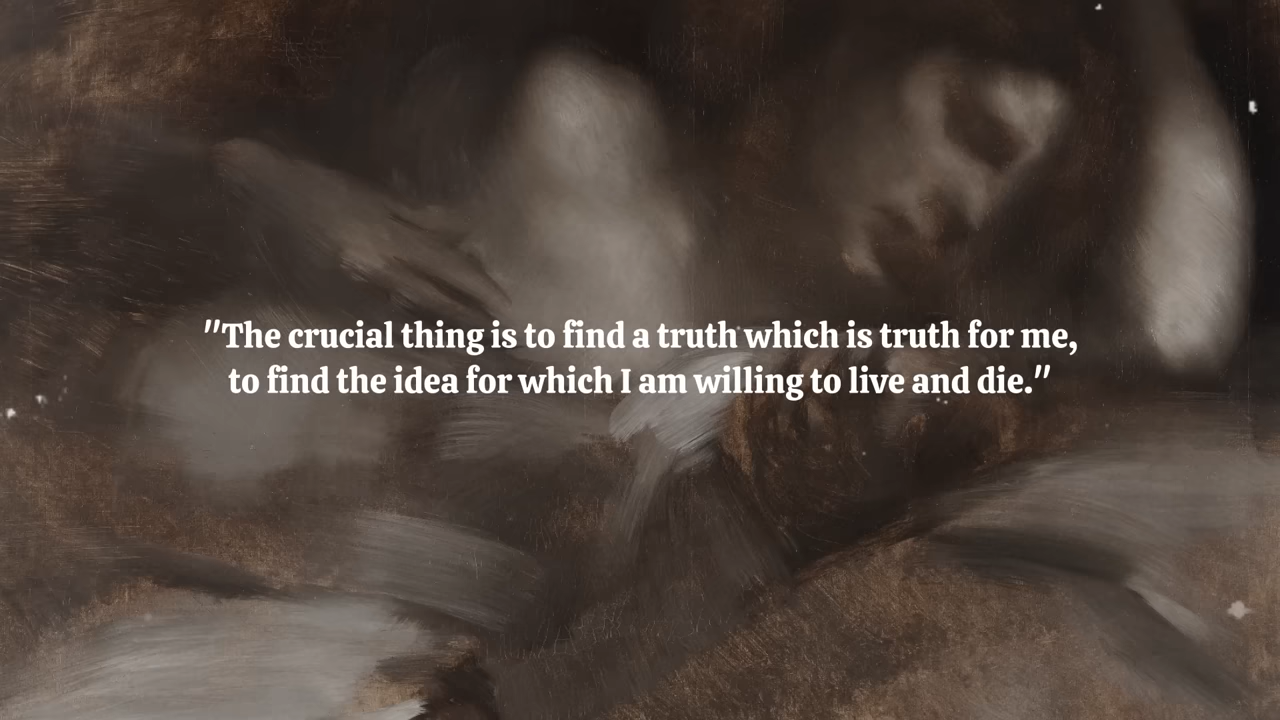 "The crucial thing is to find a truth which is truth for me,
to find the idea for which I am willing to live and die."